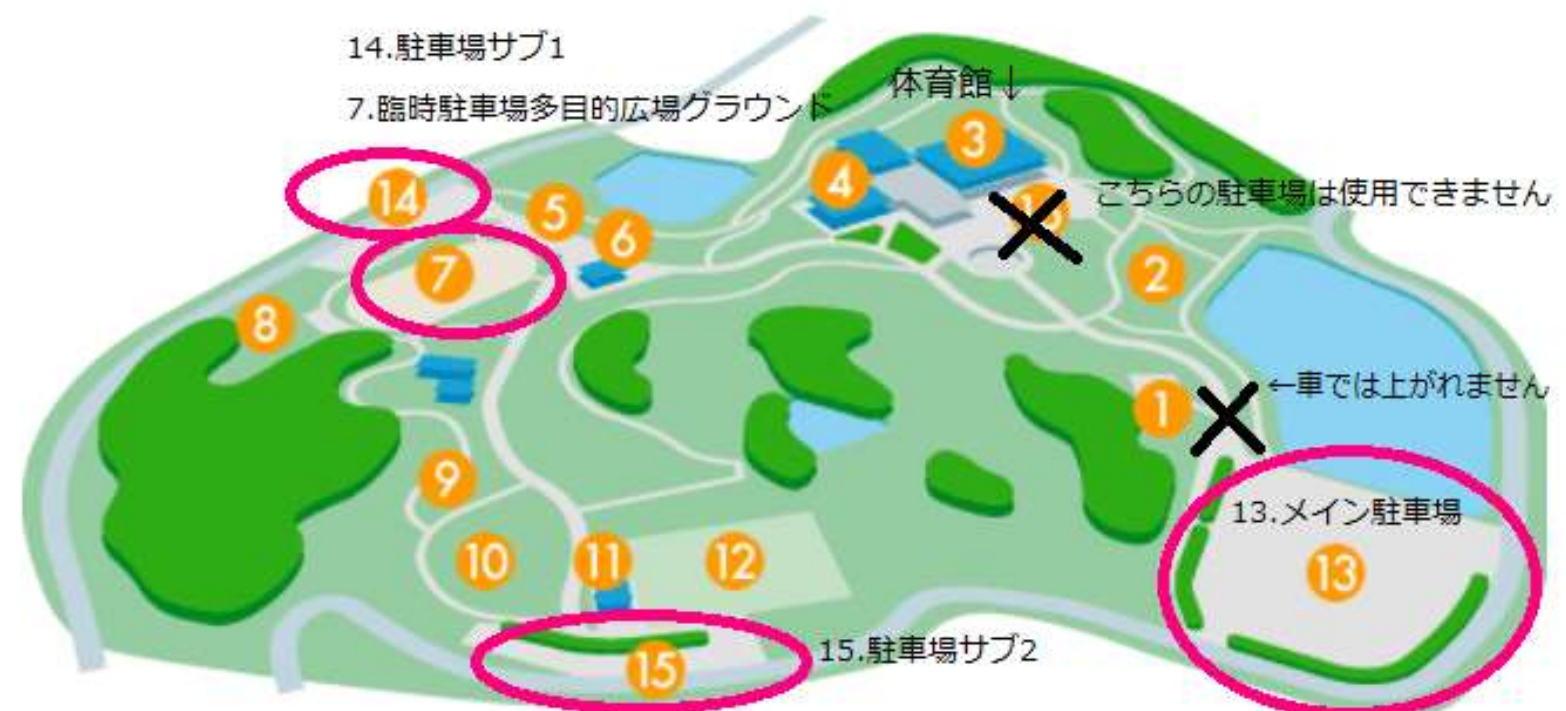 14.駐車場サブ1
7.臨時駐車場多目的広場グラウンド
体育館↓
3
4
14
5
6
こちらの駐車場は使用できません
2
7
8
1
←車では上がれません
9
13.メイン駐車場
10
11
12
13
15.駐車場サブ2
15